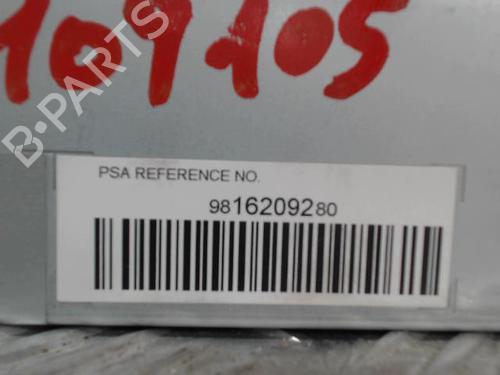 109105
B-PARTS
PSA REFERENCE NO.
9816209280